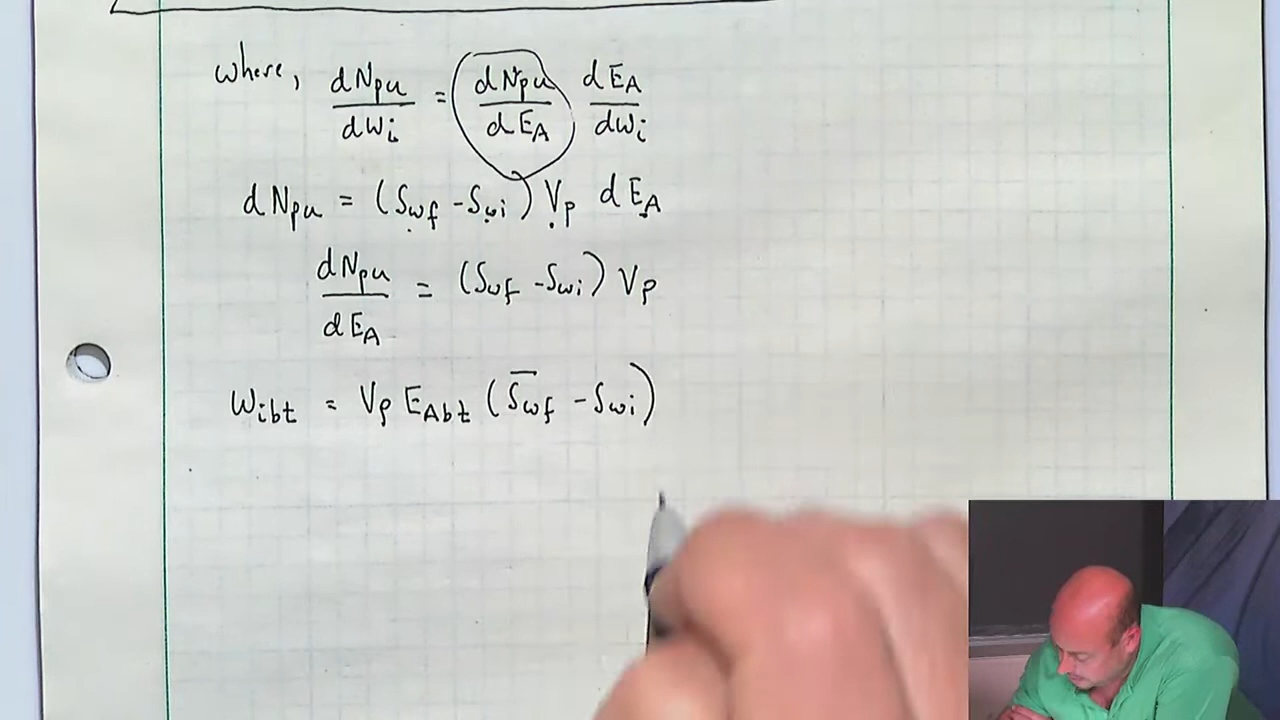 where, dNpu/dWi = dNpu/dEA dEA/dWi
dNpu = (Swf - Swi) Vp dEA
dNpu/dEA = (Swf - Swi) Vp
Wibt = Vp EAbt (S̅wf - Swi)